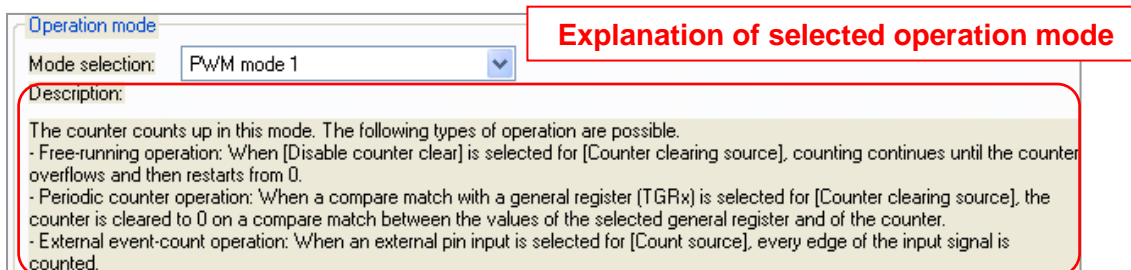 Operation mode
Explanation of selected operation mode
Mode selection: PWM mode 1
Description:
The counter counts up in this mode. The following types of operation are possible.
- Free-running operation: When [Disable counter clear] is selected for [Counter clearing source], counting continues until the counter
overflows and then restarts from 0.
- Periodic counter operation: When a compare match with a general register (TGRx) is selected for [Counter clearing source], the
counter is cleared to 0 on a compare match between the values of the selected general register and of the counter.
- External event-count operation: When an external pin input is selected for [Count source], every edge of the input signal is
counted.